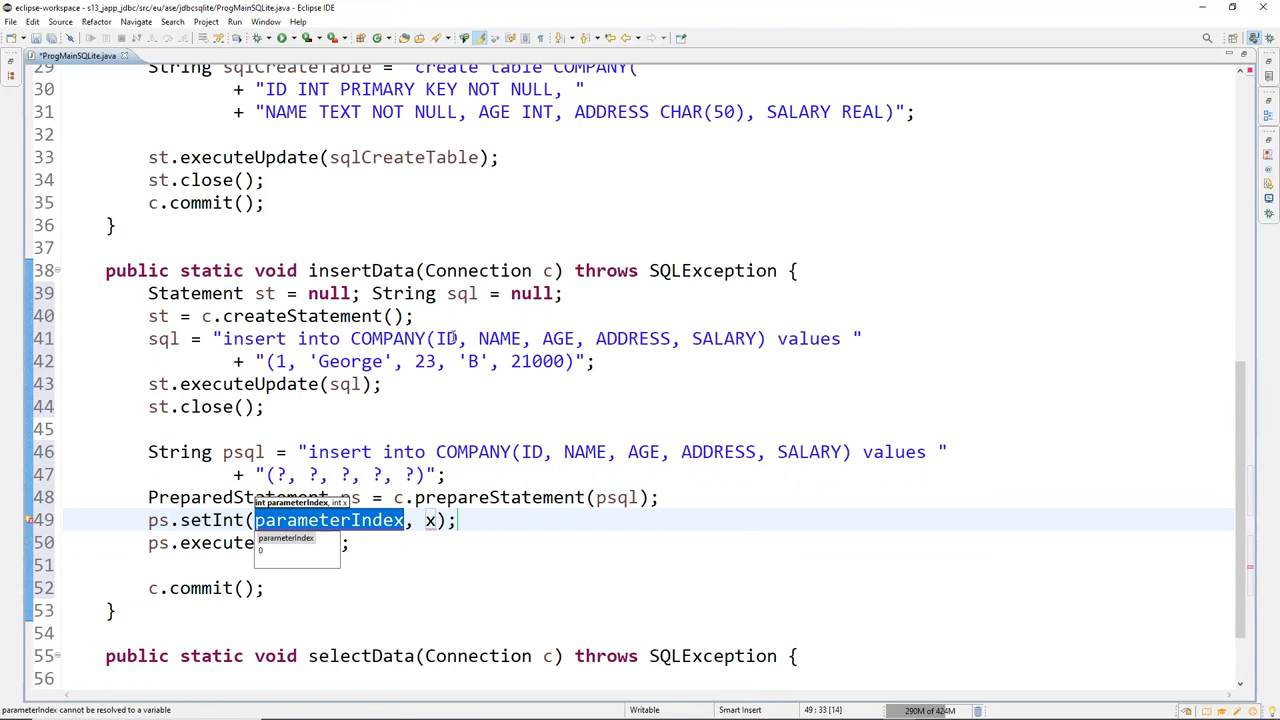 eclipse-workspace - s13_japp_jdbc/src/eu/ase/jdbcsqlite/ProgMainSQLite.java - Eclipse IDE
File Edit Source Refactor Navigate Search Project Run Window Help
*ProgMainSQLite.java
29 String sqlCreateTable = "create table COMPANY("
30 + "ID INT PRIMARY KEY NOT NULL, "
31 + "NAME TEXT NOT NULL, AGE INT, ADDRESS CHAR(50), SALARY REAL)";
32
33 st.executeUpdate(sqlCreateTable);
34 st.close();
35 c.commit();
36 }
37
38 public static void insertData(Connection c) throws SQLException {
39 Statement st = null; String sql = null;
40 st = c.createStatement();
41 sql = "insert into COMPANY(ID, NAME, AGE, ADDRESS, SALARY) values "
42 + "(1, 'George', 23, 'B', 21000)";
43 st.executeUpdate(sql);
44 st.close();
45
46 String psql = "insert into COMPANY(ID, NAME, AGE, ADDRESS, SALARY) values "
47 + "(?, ?, ?, ?, ?)";
48 PreparedStatement ps = c.prepareStatement(psql);
int parameterIndex, int x
49 ps.setInt(parameterIndex, x);
parameterIndex
0
50 ps.execute ;
51
52 c.commit();
53 }
54
55 public static void selectData(Connection c) throws SQLException {
56
parameterIndex cannot be resolved to a variable Writable Smart Insert 49 : 33 [14] 290M of 424M